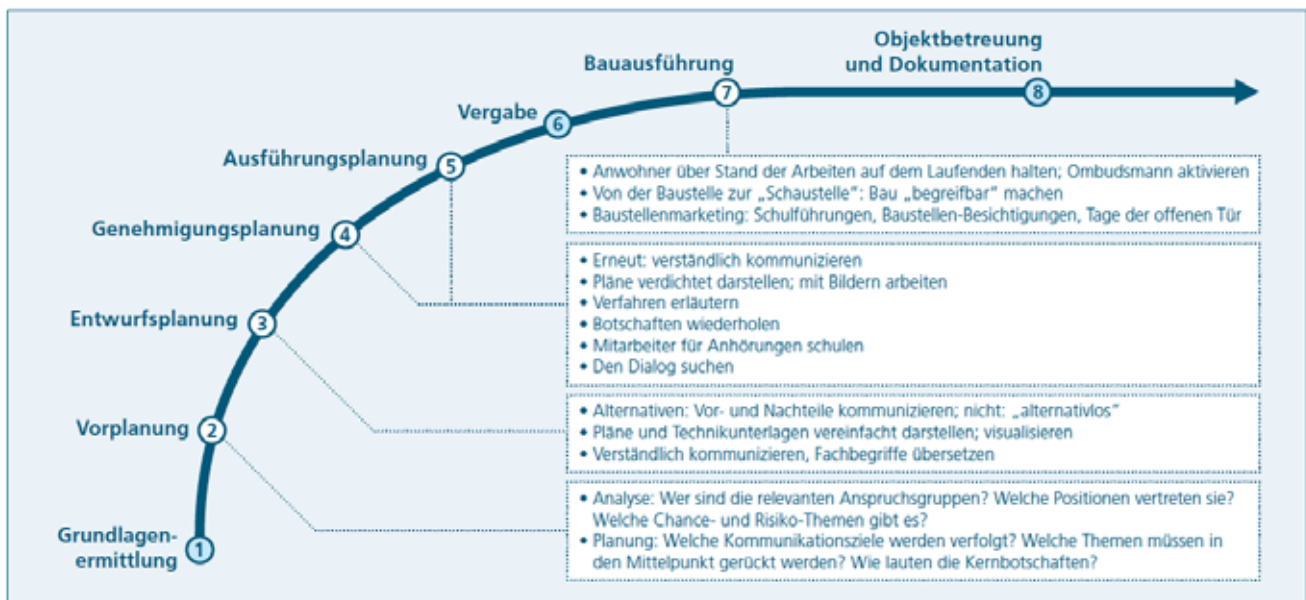 Objektbetreuung
und Dokumentation
Bauausführung
7
8
Vergabe
6
Ausführungsplanung
5
• Anwohner über Stand der Arbeiten auf dem Laufenden halten; Ombudsmann aktivieren
• Von der Baustelle zur „Schaustelle“: Bau „begreifbar“ machen
• Baustellenmarketing: Schulführungen, Baustellen-Besichtigungen, Tage der offenen Tür
Genehmigungsplanung
4
• Erneut: verständlich kommunizieren
• Pläne verdichtet darstellen; mit Bildern arbeiten
• Verfahren erläutern
• Botschaften wiederholen
• Mitarbeiter für Anhörungen schulen
• Den Dialog suchen
Entwurfsplanung
3
• Alternativen: Vor- und Nachteile kommunizieren; nicht: „alternativlos“
• Pläne und Technikunterlagen vereinfacht darstellen; visualisieren
• Verständlich kommunizieren, Fachbegriffe übersetzen
Vorplanung
2
• Analyse: Wer sind die relevanten Anspruchsgruppen? Welche Positionen vertreten sie?
Welche Chance- und Risiko-Themen gibt es?
• Planung: Welche Kommunikationsziele werden verfolgt? Welche Themen müssen in
den Mittelpunkt gerückt werden? Wie lauten die Kernbotschaften?
Grundlagen-
ermittlung
1